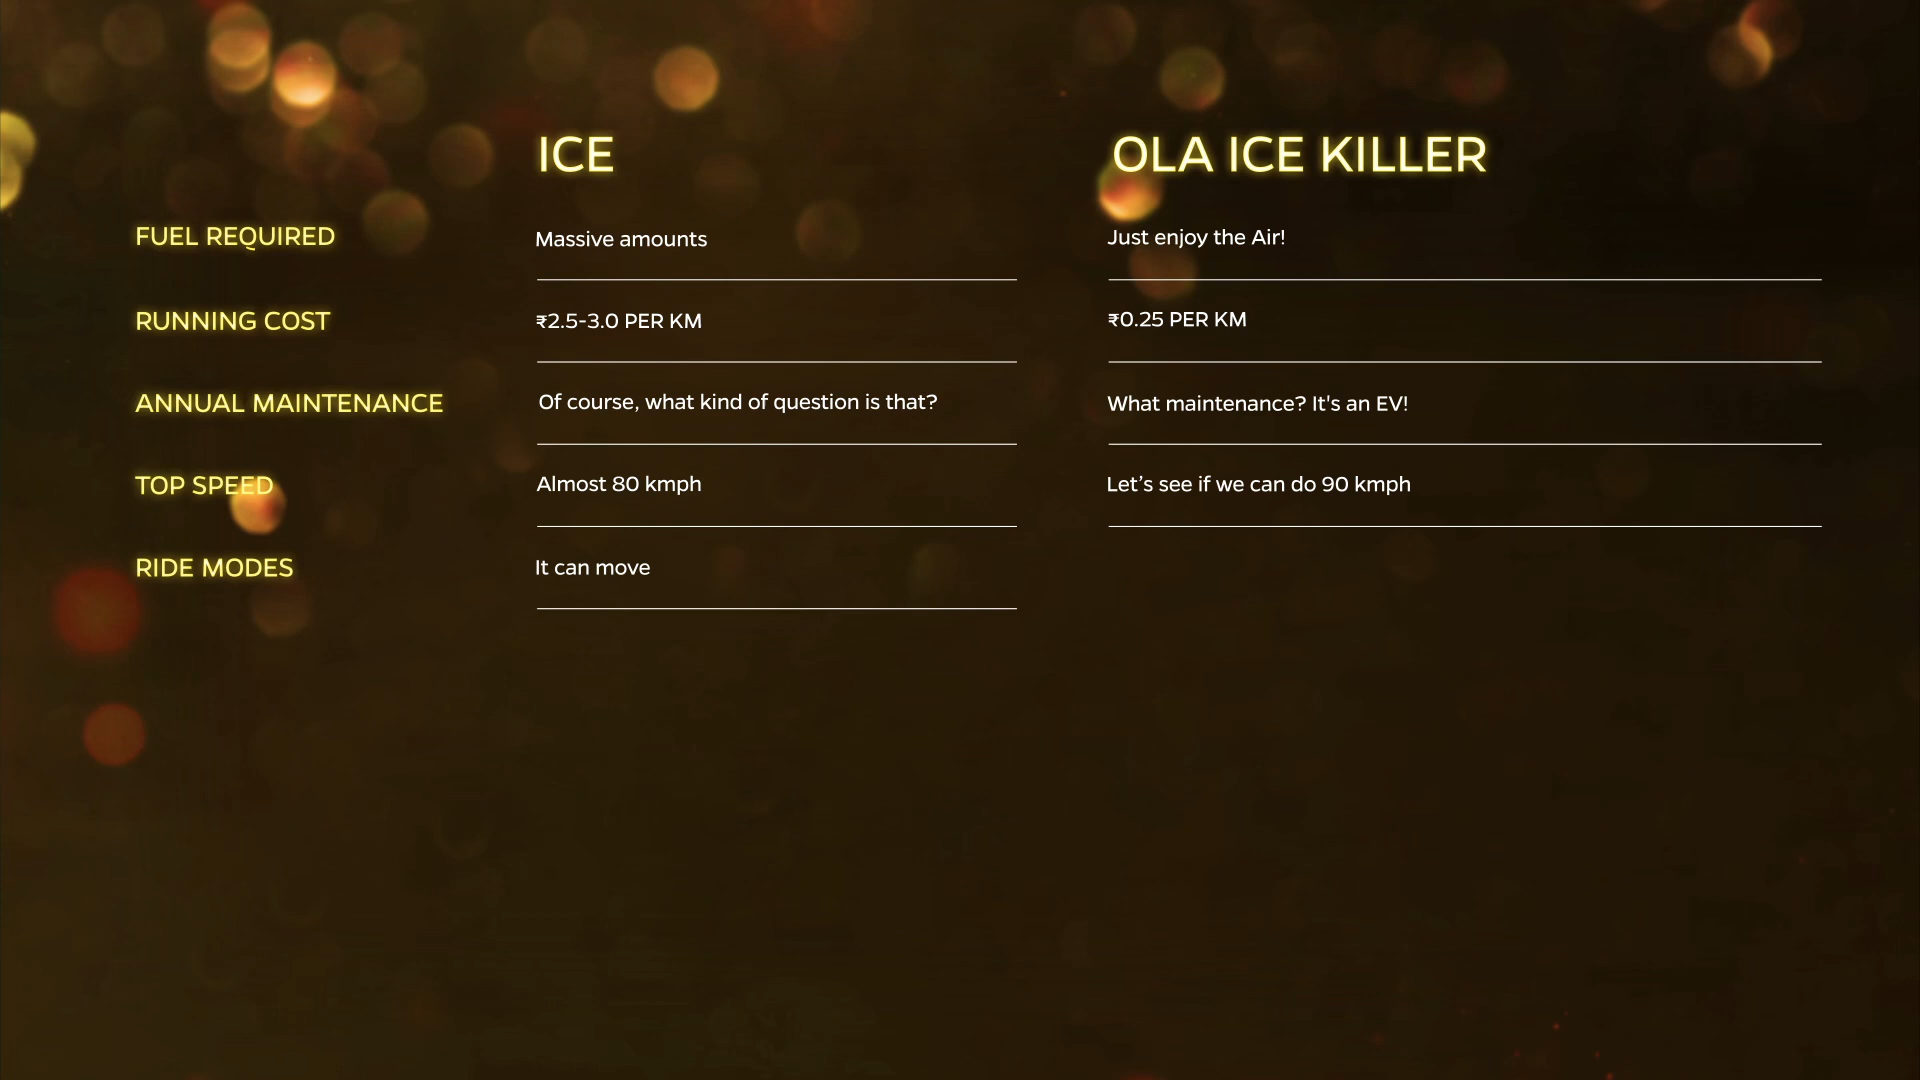 ICE OLA ICE KILLER
FUEL REQUIRED Massive amounts Just enjoy the Air!
RUNNING COST ₹2.5-3.0 PER KM ₹0.25 PER KM
ANNUAL MAINTENANCE Of course, what kind of question is that? What maintenance? It's an EV!
TOP SPEED Almost 80 kmph Let’s see if we can do 90 kmph
RIDE MODES It can move